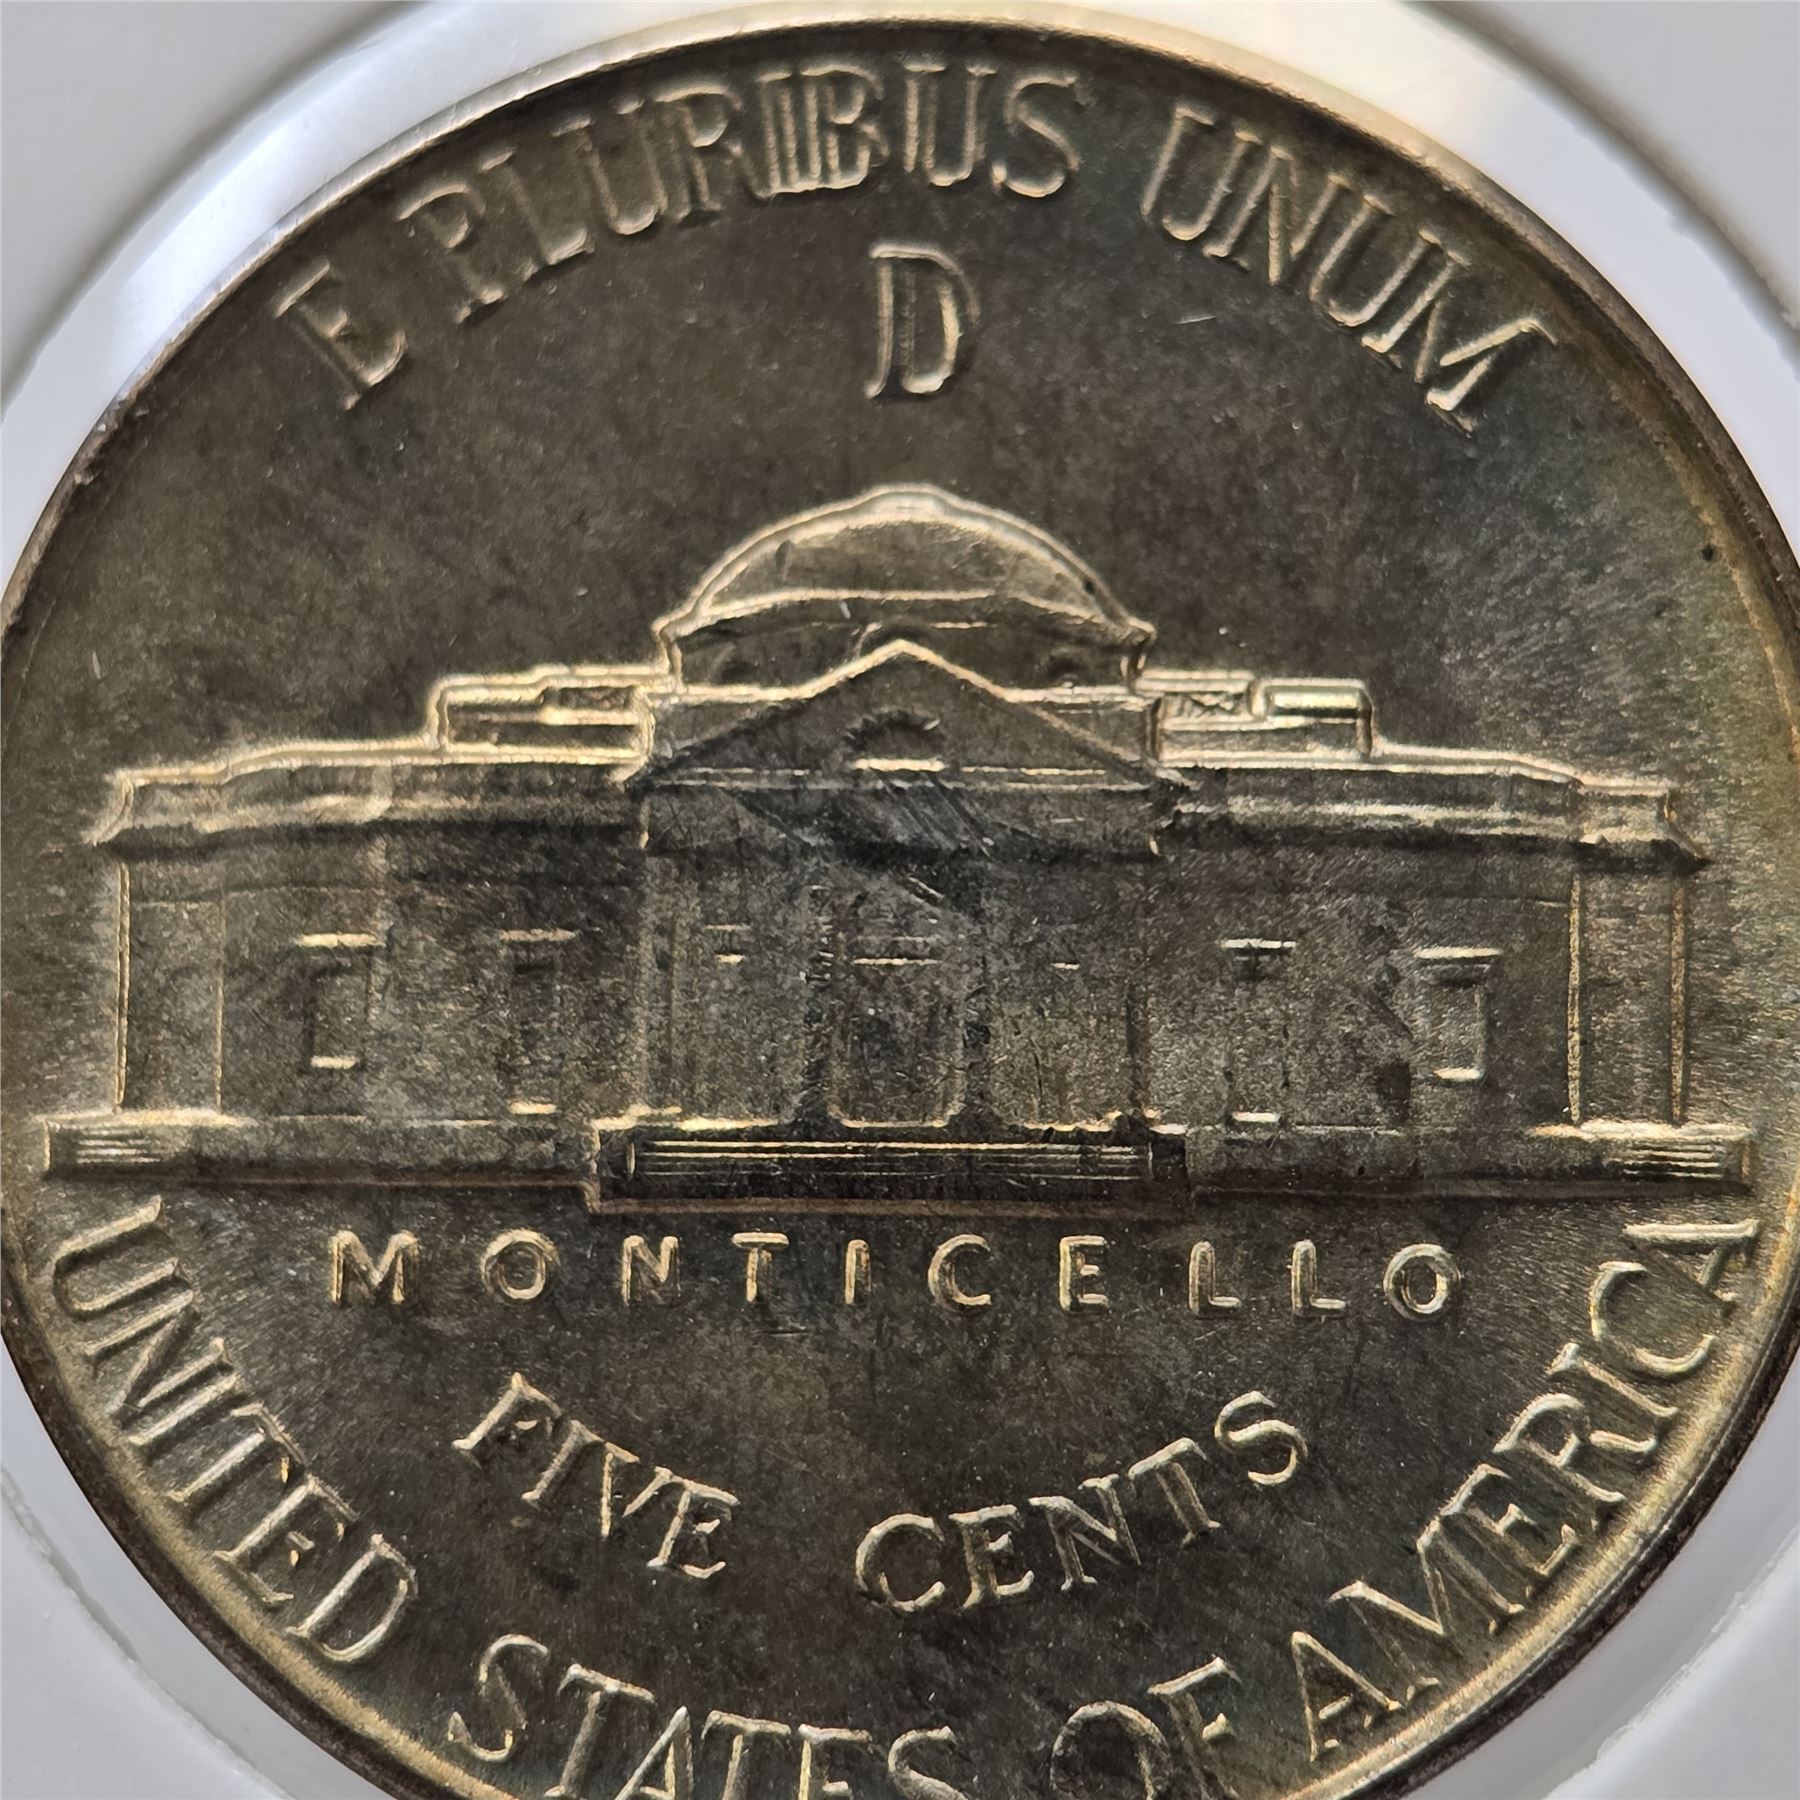 E PLURIBUS UNUM
D
MONTICELLO
FIVE CENTS
UNITED STATES OF AMERICA